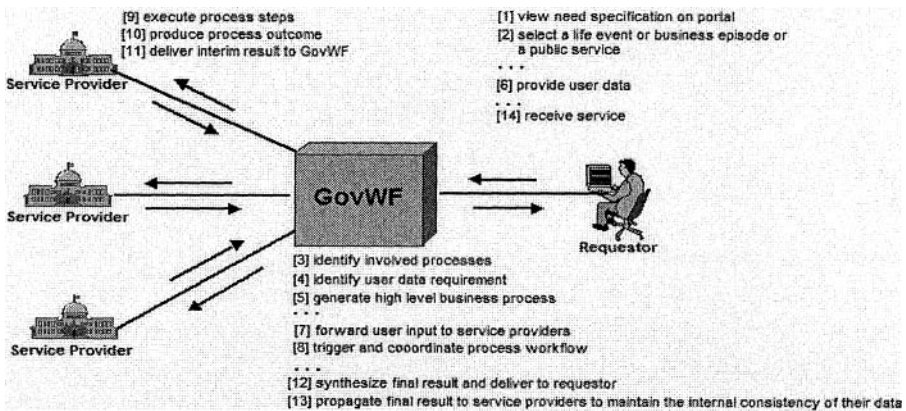 [9] execute process steps
[10] produce process outcome
[11] deliver interim result to GovWF
Service Provider
[1] view need specification on portal
[2] select a life event or business episode or
a public service
. . .
[6] provide user data
. . .
[14] receive service
Service Provider
GovWF
Requestor
Service Provider
[3] identify involved processes
[4] identify user data requirement
[5] generate high level business process
. . .
[7] forward user input to service providers
[8] trigger and cooordinate process workflow
. . .
[12] synthesize final result and deliver to requestor
[13] propagate final result to service providers to maintain the internal consistency of their data